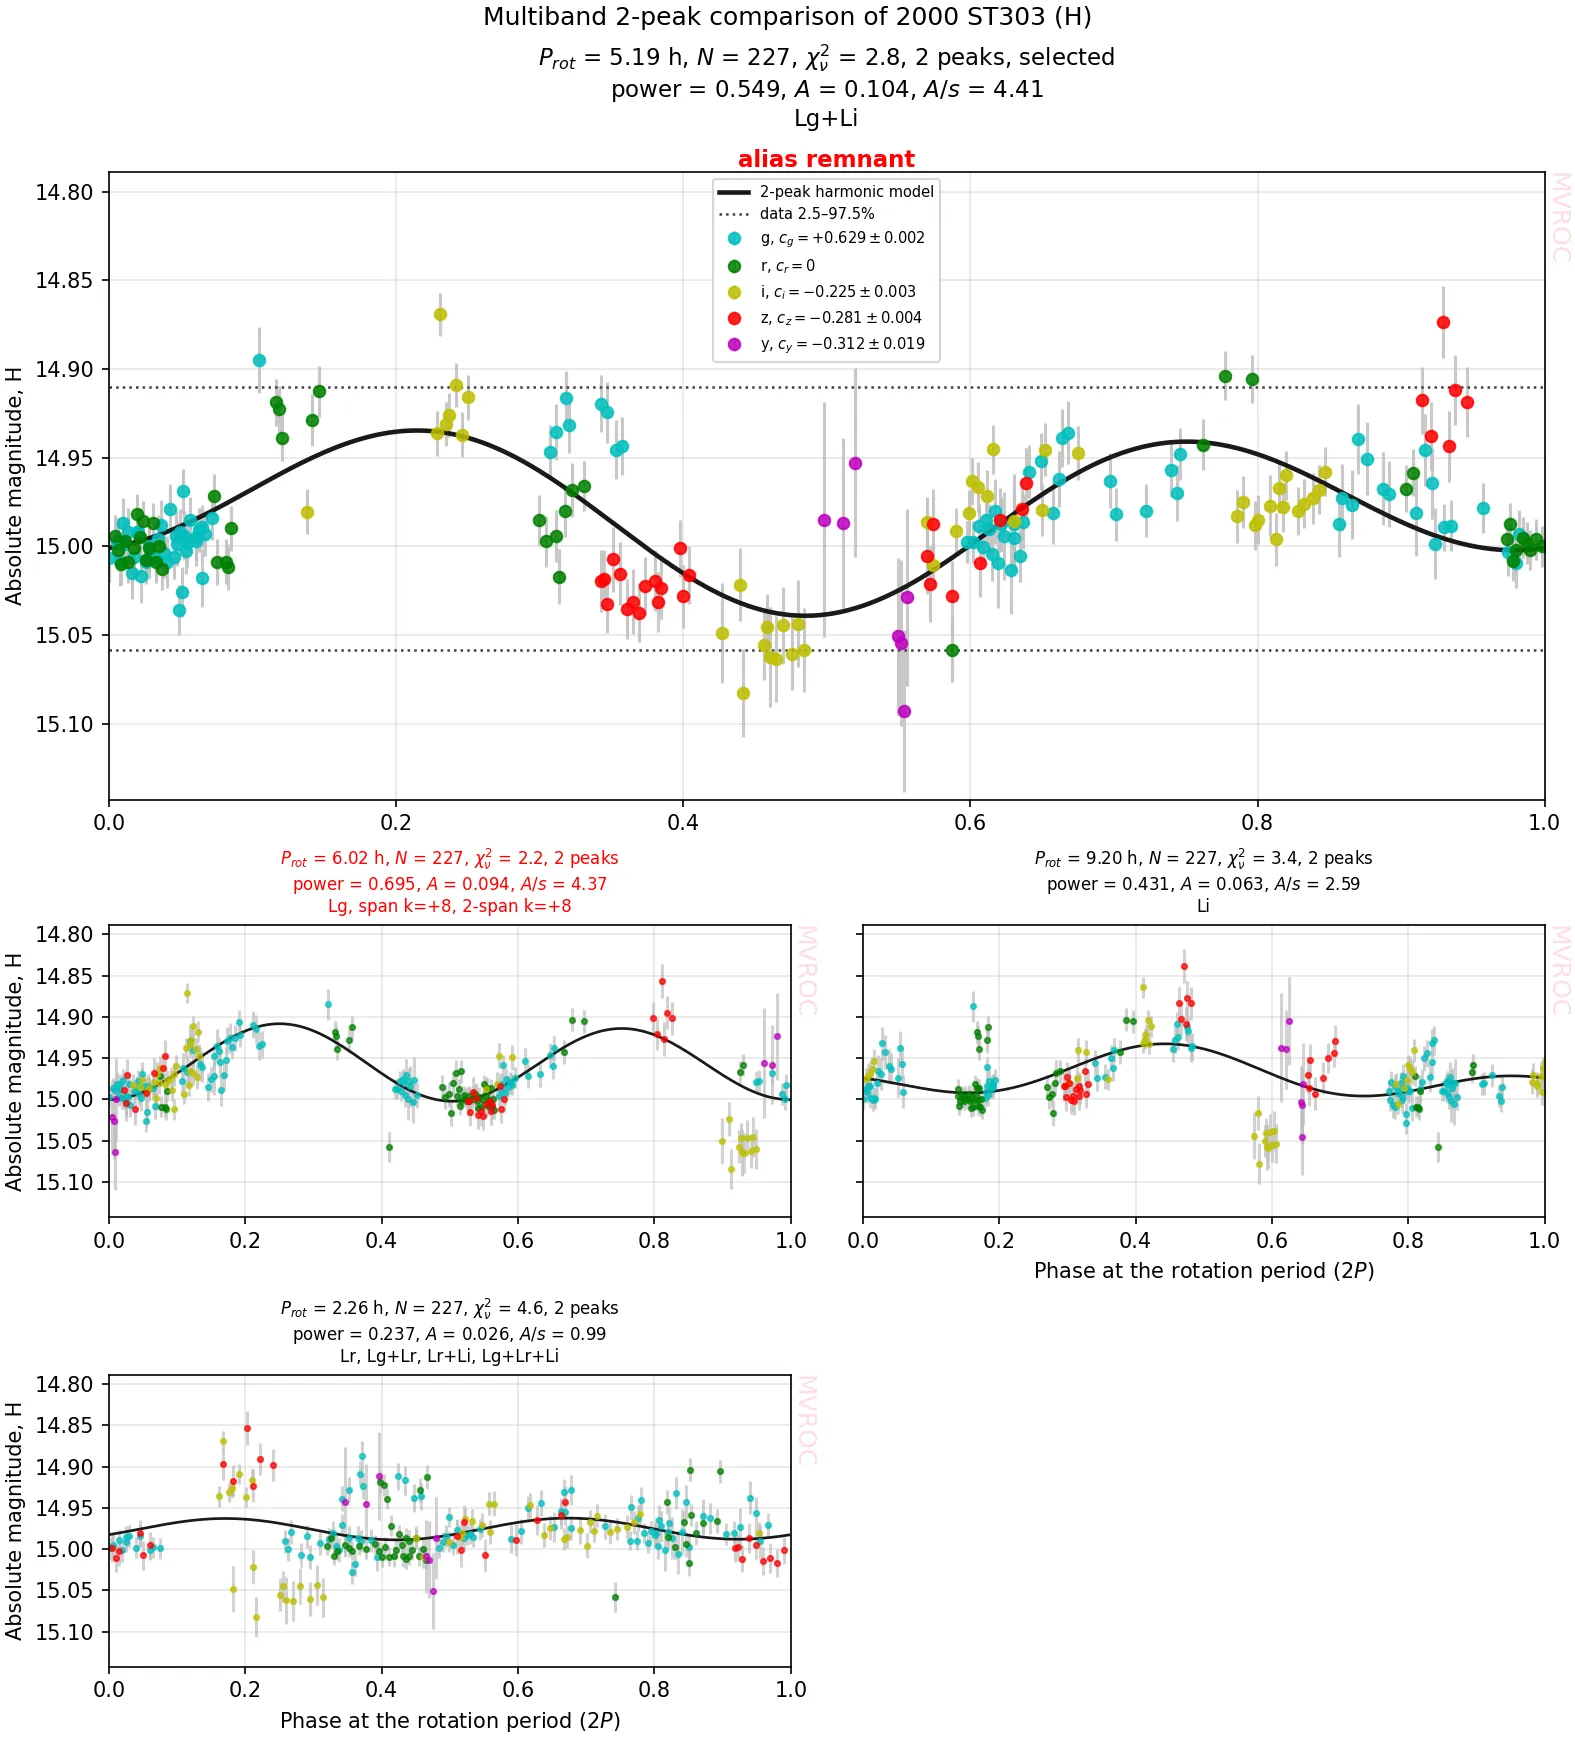 Multiband 2-peak comparison of 2000 ST303 (H)
P_rot = 5.19 h, N = 227, χ²_ν = 2.8, 2 peaks, selected
power = 0.549, A = 0.104, A/s = 4.41
Lg+Li
alias remnant
2-peak harmonic model
data 2.5–97.5%
g, c_g = +0.629 ± 0.002
r, c_r = 0
i, c_i = −0.225 ± 0.003
z, c_z = −0.281 ± 0.004
y, c_y = −0.312 ± 0.019
MVROC
Absolute magnitude, H
14.80
14.85
14.90
14.95
15.00
15.05
15.10
0.0 0.2 0.4 0.6 0.8 1.0
P_rot = 6.02 h, N = 227, χ²_ν = 2.2, 2 peaks
power = 0.695, A = 0.094, A/s = 4.37
Lg, span k=+8, 2-span k=+8
MVROC
Absolute magnitude, H
14.80
14.85
14.90
14.95
15.00
15.05
15.10
0.0 0.2 0.4 0.6 0.8 1.0
P_rot = 9.20 h, N = 227, χ²_ν = 3.4, 2 peaks
power = 0.431, A = 0.063, A/s = 2.59
Li
MVROC
0.0 0.2 0.4 0.6 0.8 1.0
Phase at the rotation period (2P)
P_rot = 2.26 h, N = 227, χ²_ν = 4.6, 2 peaks
power = 0.237, A = 0.026, A/s = 0.99
Lr, Lg+Lr, Lr+Li, Lg+Lr+Li
MVROC
Absolute magnitude, H
14.80
14.85
14.90
14.95
15.00
15.05
15.10
0.0 0.2 0.4 0.6 0.8 1.0
Phase at the rotation period (2P)